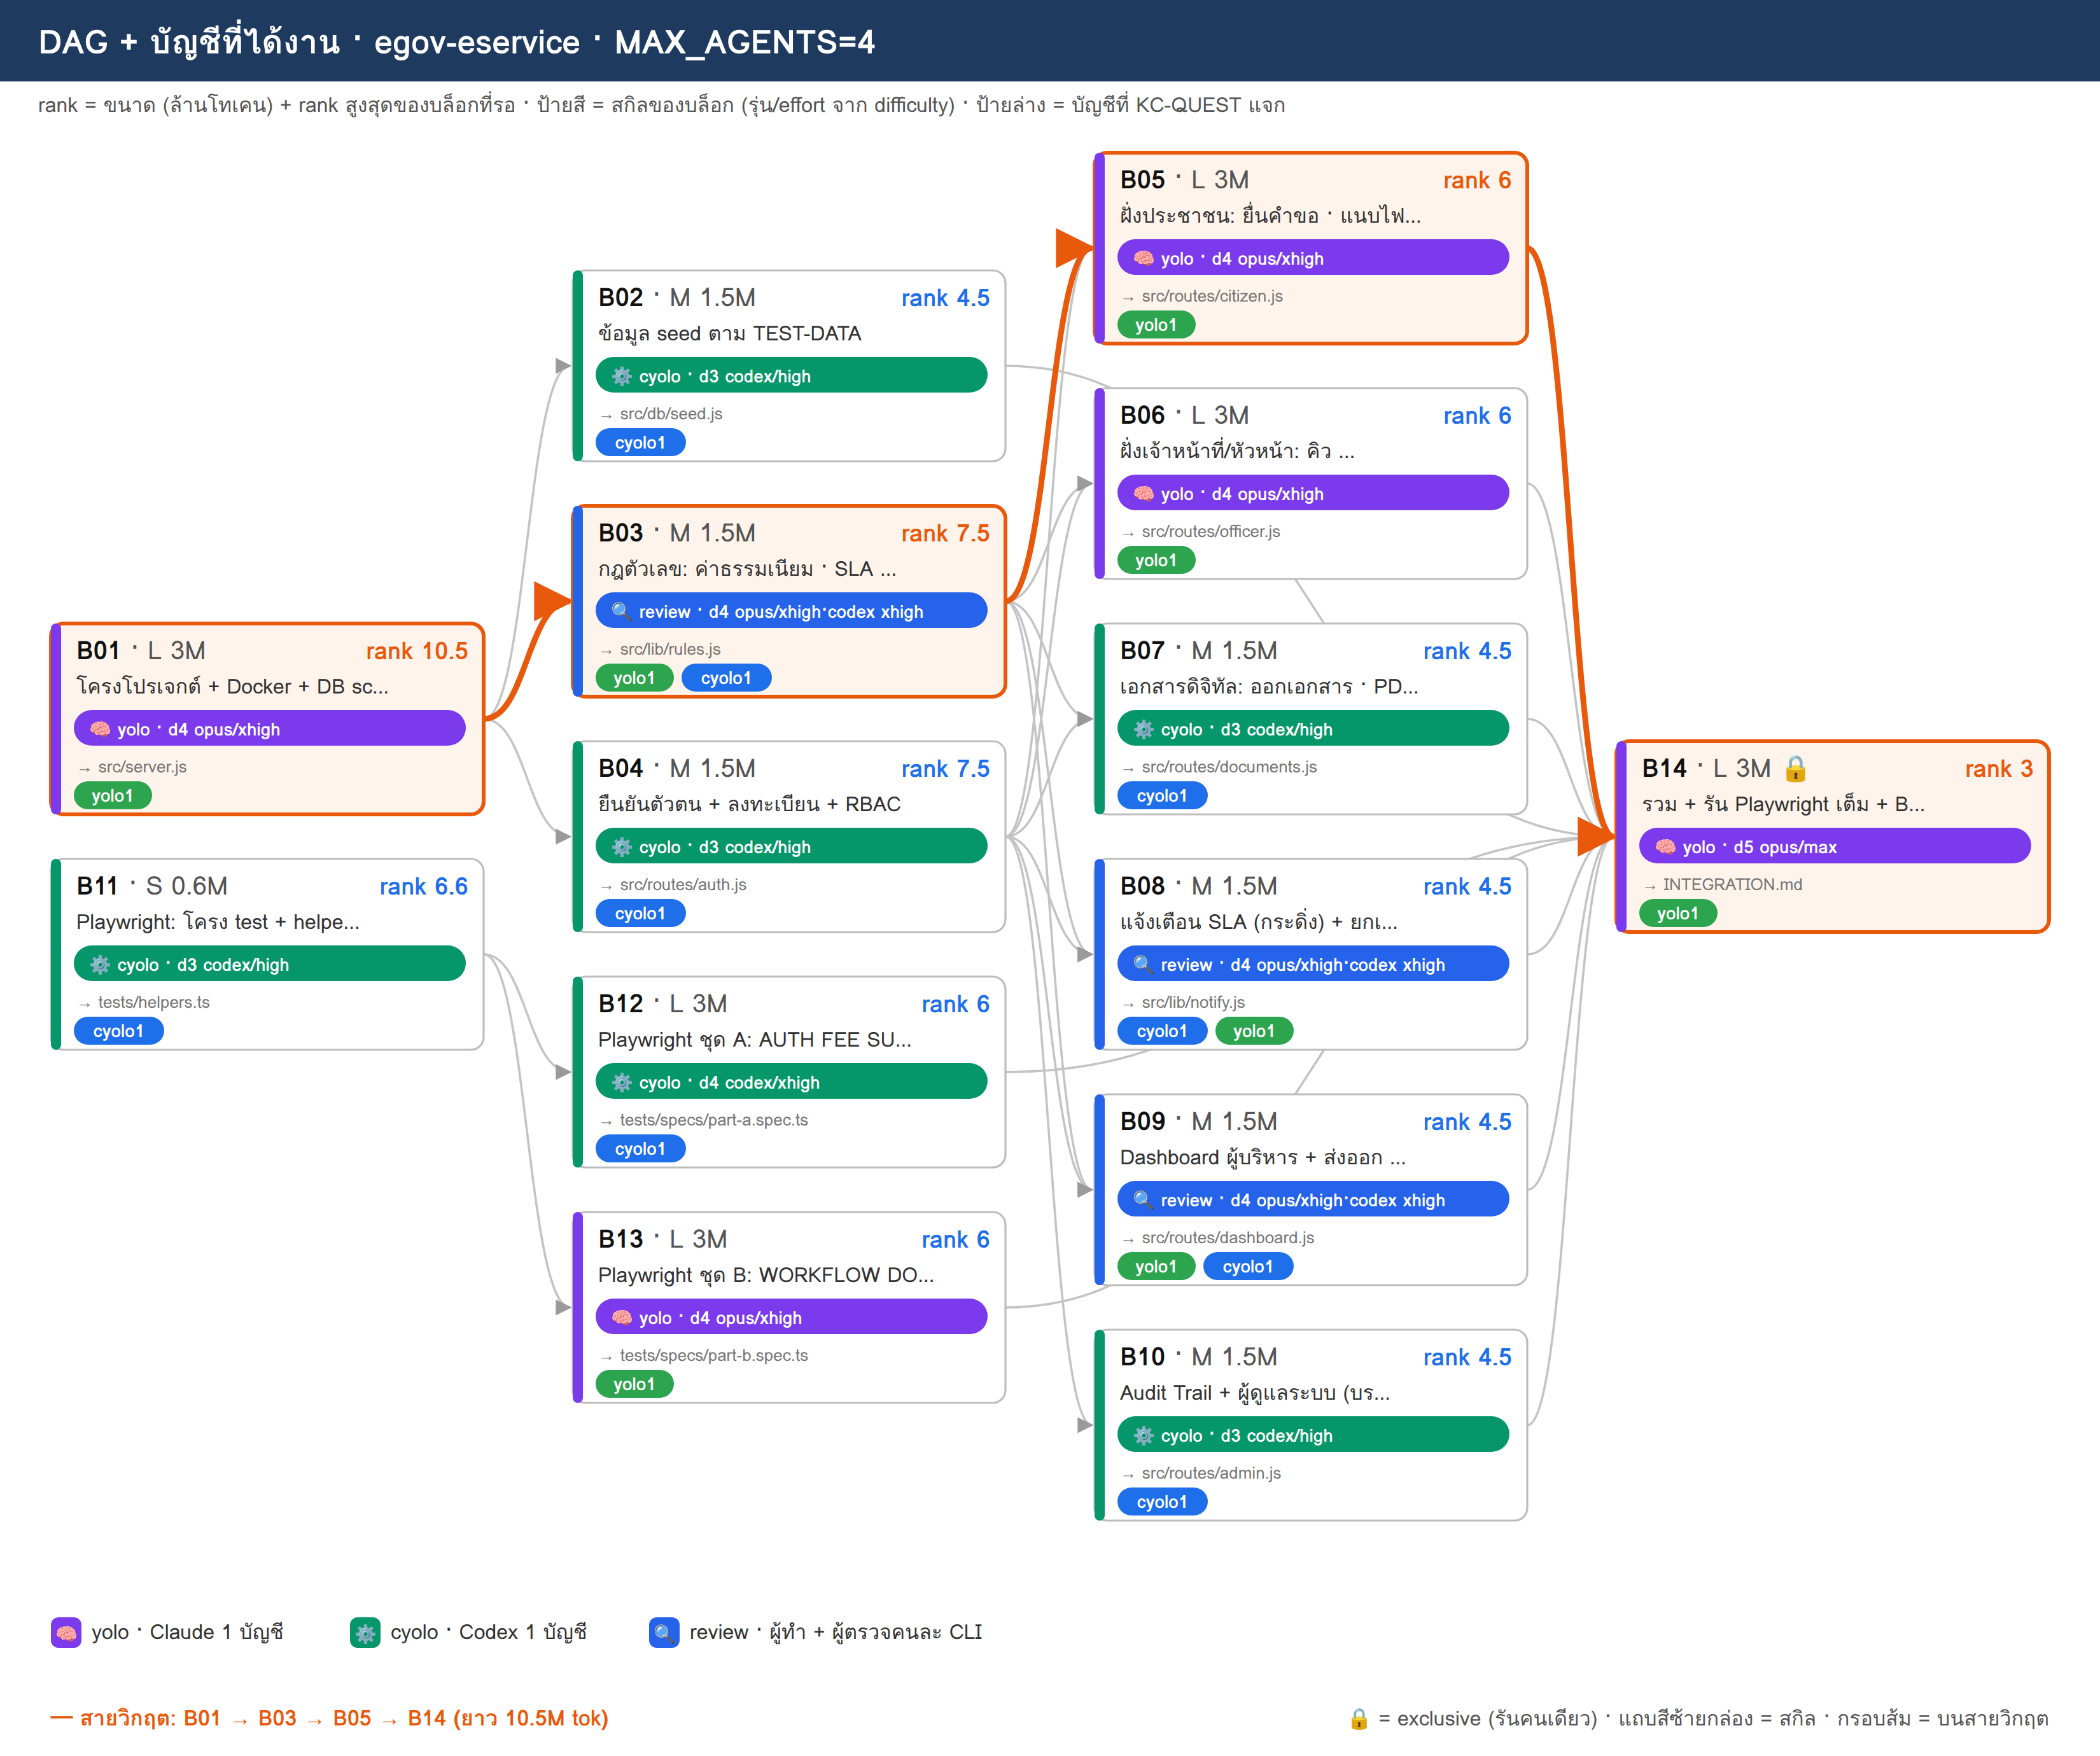 DAG + บัญชีที่ได้งาน · egov-eservice · MAX_AGENTS=4
rank = ขนาด (ล้านโทเคน) + rank สูงสุดของบล็อกที่รอ · ป้ายสี = สกิลของบล็อก (รุ่น/effort จาก difficulty) · ป้ายล่าง = บัญชีที่ KC-QUEST แจก
B01 · L 3M rank 10.5
โครงโปรเจกต์ + Docker + DB sc...
🧠 yolo · d4 opus/xhigh
→ src/server.js
yolo1
B11 · S 0.6M rank 6.6
Playwright: โครง test + helpe...
⚙️ cyolo · d3 codex/high
→ tests/helpers.ts
cyolo1
B02 · M 1.5M rank 4.5
ข้อมูล seed ตาม TEST-DATA
⚙️ cyolo · d3 codex/high
→ src/db/seed.js
cyolo1
B03 · M 1.5M rank 7.5
กฎตัวเลข: ค่าธรรมเนียม · SLA ...
🔍 review · d4 opus/xhigh·codex xhigh
→ src/lib/rules.js
yolo1 cyolo1
B04 · M 1.5M rank 7.5
ยืนยันตัวตน + ลงทะเบียน + RBAC
⚙️ cyolo · d3 codex/high
→ src/routes/auth.js
cyolo1
B12 · L 3M rank 6
Playwright ชุด A: AUTH FEE SU...
⚙️ cyolo · d4 codex/xhigh
→ tests/specs/part-a.spec.ts
cyolo1
B13 · L 3M rank 6
Playwright ชุด B: WORKFLOW DO...
🧠 yolo · d4 opus/xhigh
→ tests/specs/part-b.spec.ts
yolo1
B05 · L 3M rank 6
ฝั่งประชาชน: ยื่นคำขอ · แนบไฟ...
🧠 yolo · d4 opus/xhigh
→ src/routes/citizen.js
yolo1
B06 · L 3M rank 6
ฝั่งเจ้าหน้าที่/หัวหน้า: คิว ...
🧠 yolo · d4 opus/xhigh
→ src/routes/officer.js
yolo1
B07 · M 1.5M rank 4.5
เอกสารดิจิทัล: ออกเอกสาร · PD...
⚙️ cyolo · d3 codex/high
→ src/routes/documents.js
cyolo1
B08 · M 1.5M rank 4.5
แจ้งเตือน SLA (กระดิ่ง) + ยกเ...
🔍 review · d4 opus/xhigh·codex xhigh
→ src/lib/notify.js
cyolo1 yolo1
B09 · M 1.5M rank 4.5
Dashboard ผู้บริหาร + ส่งออก ...
🔍 review · d4 opus/xhigh·codex xhigh
→ src/routes/dashboard.js
yolo1 cyolo1
B10 · M 1.5M rank 4.5
Audit Trail + ผู้ดูแลระบบ (บร...
⚙️ cyolo · d3 codex/high
→ src/routes/admin.js
cyolo1
B14 · L 3M 🔒 rank 3
รวม + รัน Playwright เต็ม + B...
🧠 yolo · d5 opus/max
→ INTEGRATION.md
yolo1
🧠 yolo · Claude 1 บัญชี ⚙️ cyolo · Codex 1 บัญชี 🔍 review · ผู้ทำ + ผู้ตรวจคนละ CLI
— สายวิกฤต: B01 → B03 → B05 → B14 (ยาว 10.5M tok)
🔒 = exclusive (รันคนเดียว) · แถบสีซ้ายกล่อง = สกิล · กรอบส้ม = บนสายวิกฤต